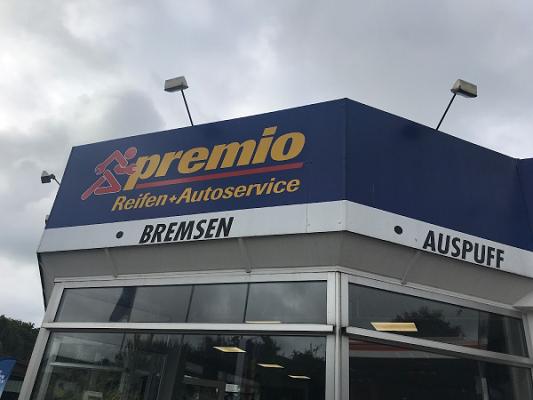 premio
Reifen+Autoservice
BREMSEN
AUSPUFF